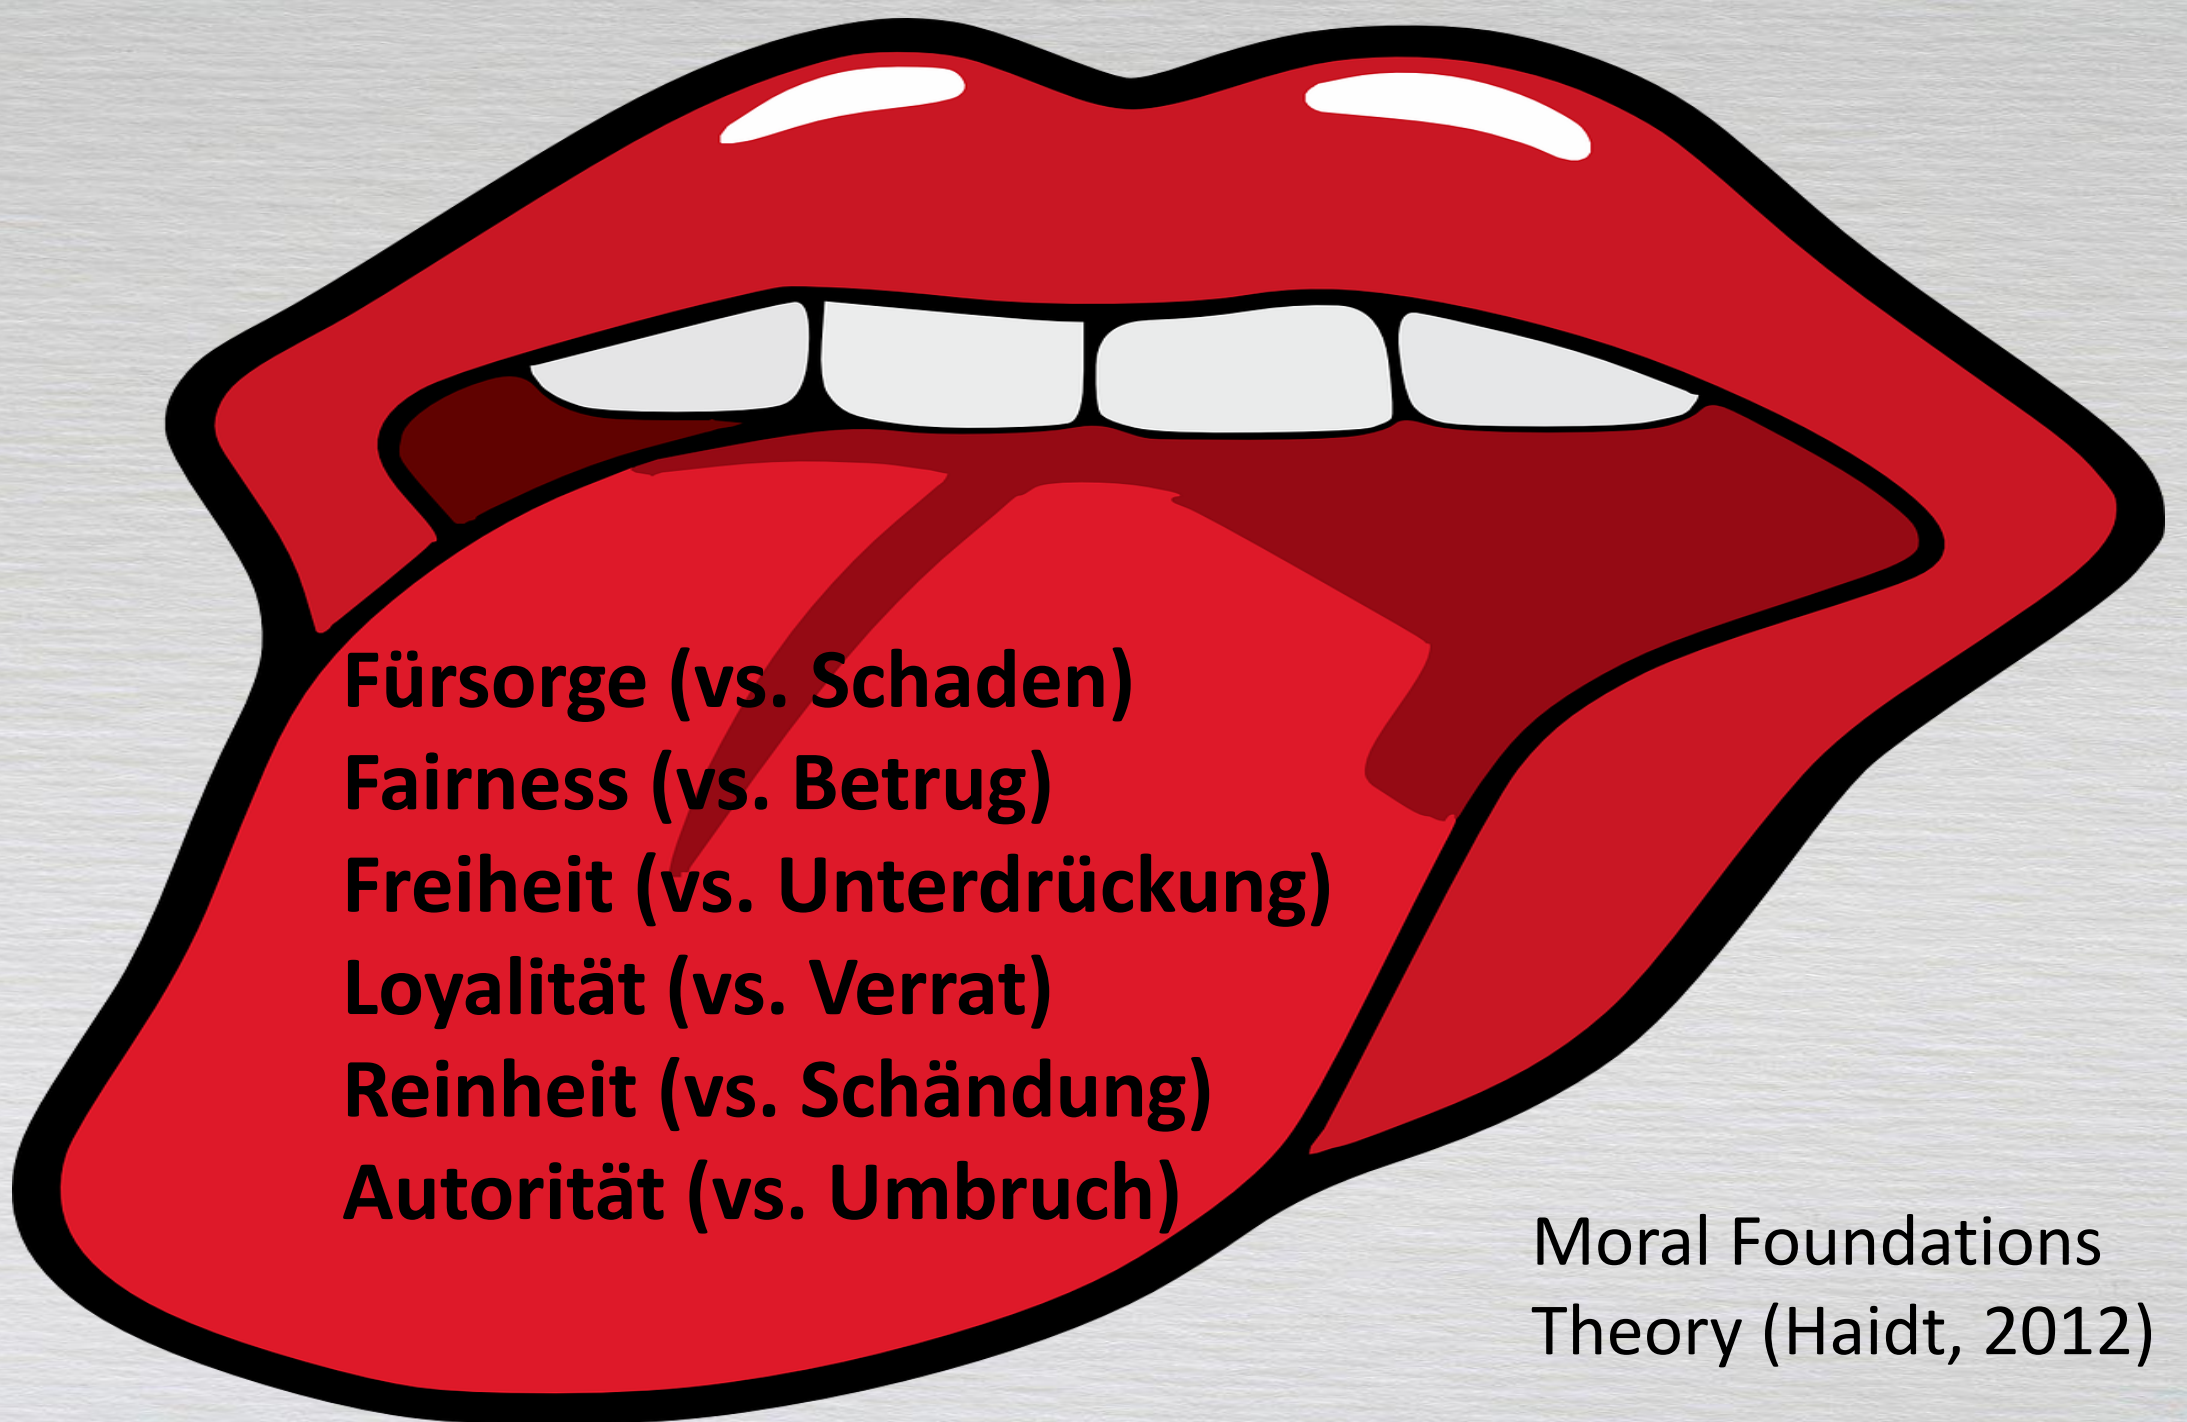 Fürsorge (vs. Schaden)
Fairness (vs. Betrug)
Freiheit (vs. Unterdrückung)
Loyalität (vs. Verrat)
Reinheit (vs. Schändung)
Autorität (vs. Umbruch)
Moral Foundations
Theory (Haidt, 2012)